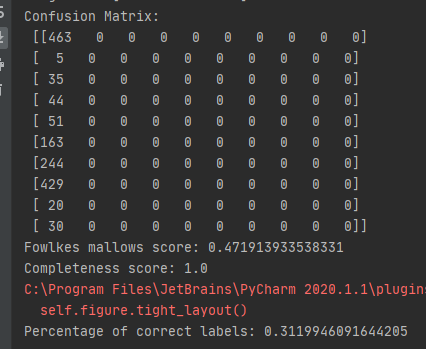 Confusion Matrix:
[[463 0 0 0 0 0 0 0 0 0]
[ 5 0 0 0 0 0 0 0 0 0]
[ 35 0 0 0 0 0 0 0 0 0]
[ 44 0 0 0 0 0 0 0 0 0]
[ 51 0 0 0 0 0 0 0 0 0]
[163 0 0 0 0 0 0 0 0 0]
[244 0 0 0 0 0 0 0 0 0]
[429 0 0 0 0 0 0 0 0 0]
[ 20 0 0 0 0 0 0 0 0 0]
[ 30 0 0 0 0 0 0 0 0 0]]
Fowlkes mallows score: 0.471913933538331
Completeness score: 1.0
C:\Program Files\JetBrains\PyCharm 2020.1.1\plugins
self.figure.tight_layout()
Percentage of correct labels: 0.3119946091644205